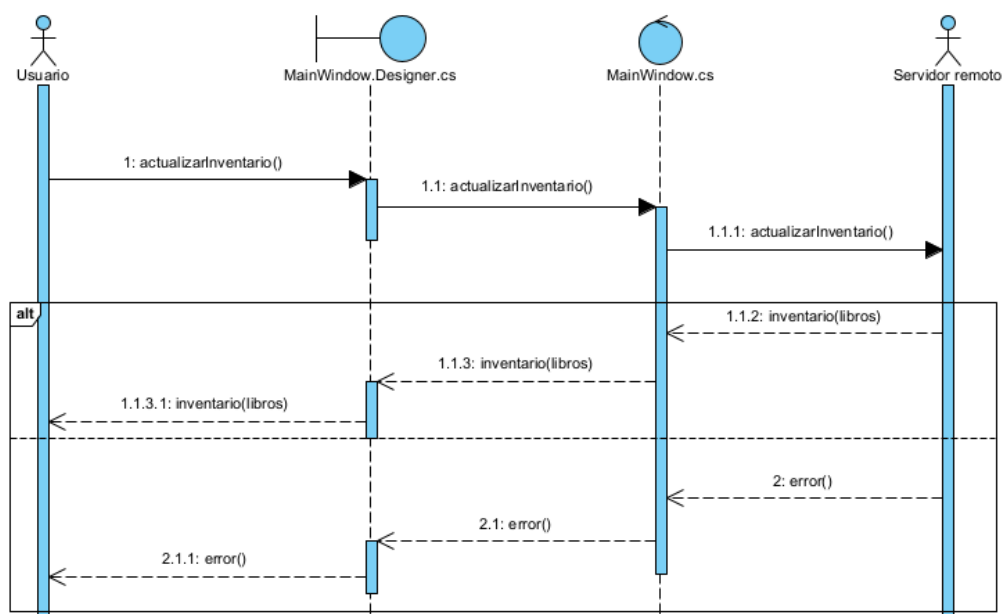 Usuario
MainWindow.Designer.cs
MainWindow.cs
Servidor remoto
1: actualizarInventario()
1.1: actualizarInventario()
1.1.1: actualizarInventario()
alt
1.1.2: inventario(libros)
1.1.3: inventario(libros)
1.1.3.1: inventario(libros)
2: error()
2.1: error()
2.1.1: error()